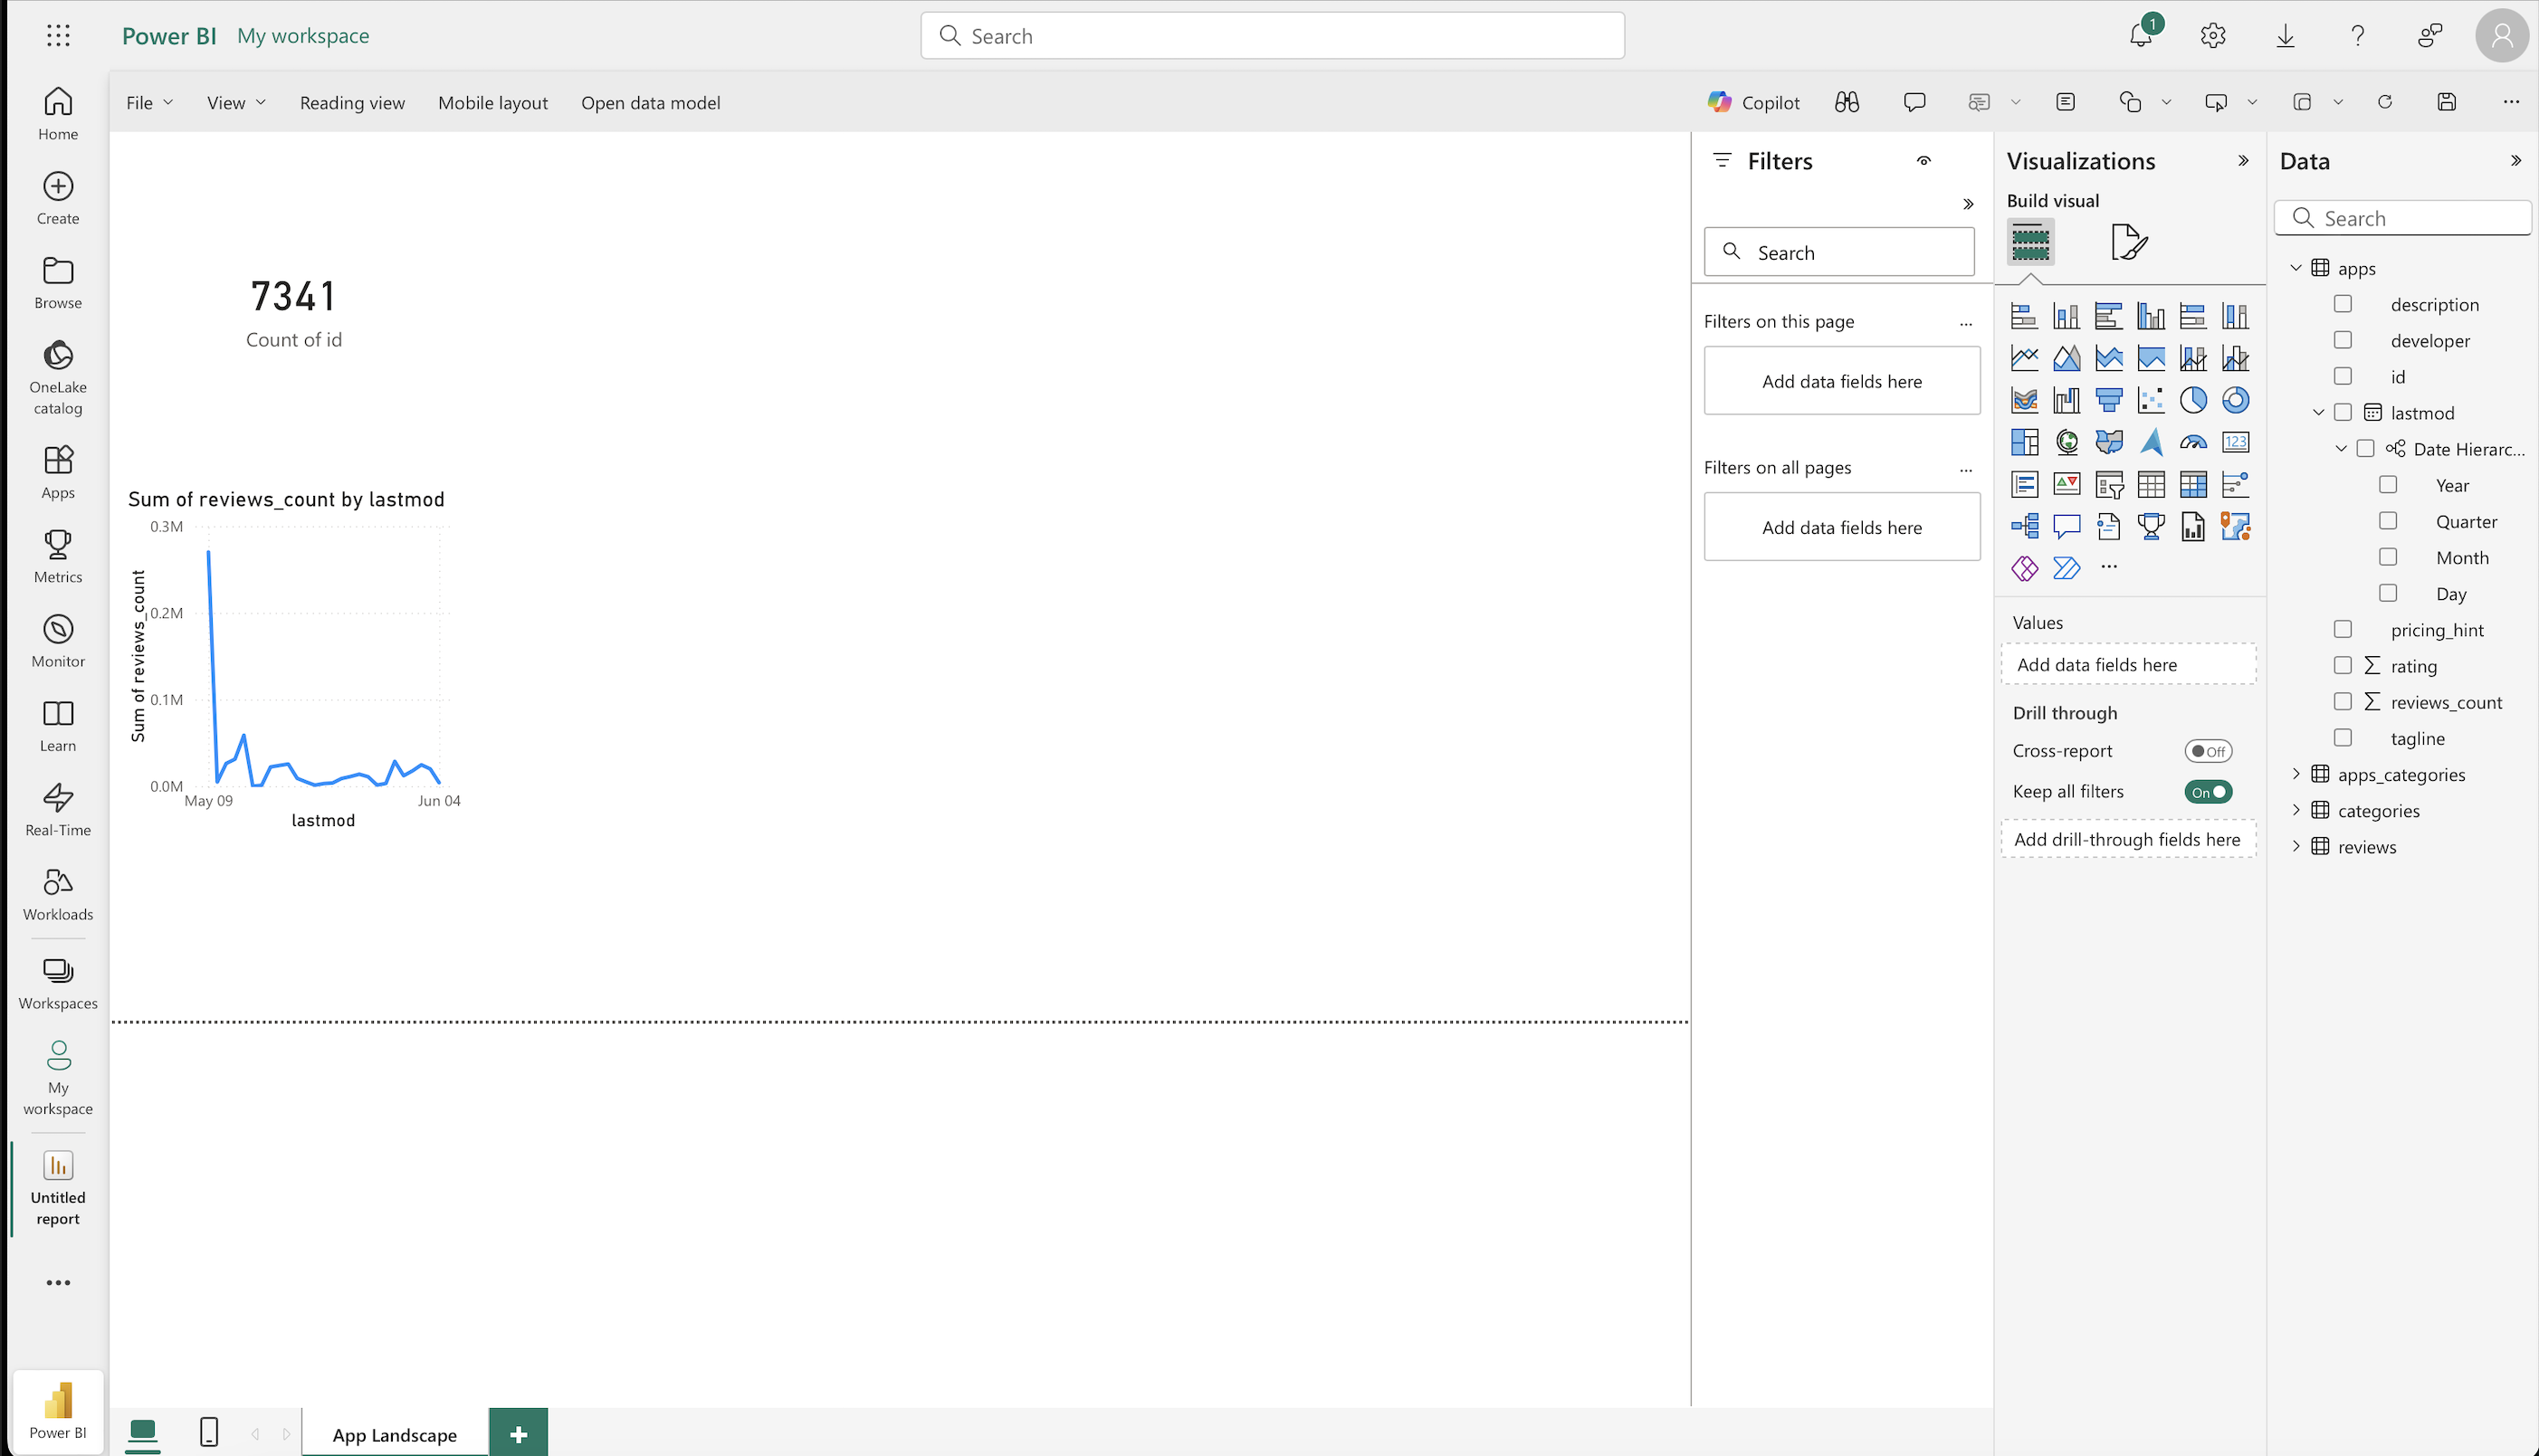 Power BI My workspace
Search
1
File View Reading view Mobile layout Open data model
Copilot
Home
Create
Browse
OneLake
catalog
Apps
Metrics
Monitor
Learn
Real-Time
Workloads
Workspaces
My
workspace
Untitled
report
Power BI
7341
Count of id
Sum of reviews_count by lastmod
Sum of reviews_count
0.3M
0.2M
0.1M
0.0M
May 09 Jun 04
lastmod
App Landscape
Filters
Search
Filters on this page
Add data fields here
Filters on all pages
Add data fields here
Visualizations
Build visual
123
Values
Add data fields here
Drill through
Cross-report Off
Keep all filters On
Add drill-through fields here
Data
Search
apps
description
developer
id
lastmod
Date Hierarc...
Year
Quarter
Month
Day
pricing_hint
rating
reviews_count
tagline
apps_categories
categories
reviews